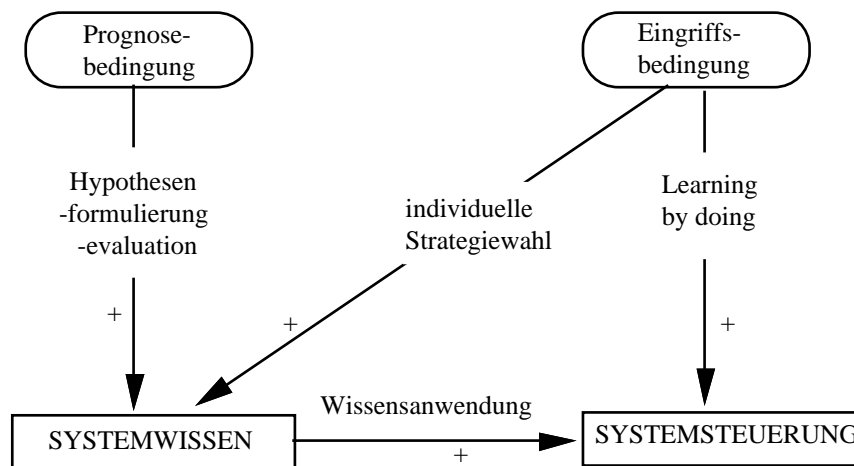 Prognose-
bedingung
Eingriffs-
bedingung
Hypothesen
-formulierung
-evaluation
individuelle
Strategiewahl
Learning
by doing
+
+
+
Wissensanwendung
SYSTEMWISSEN
SYSTEMSTEUERUNG
+